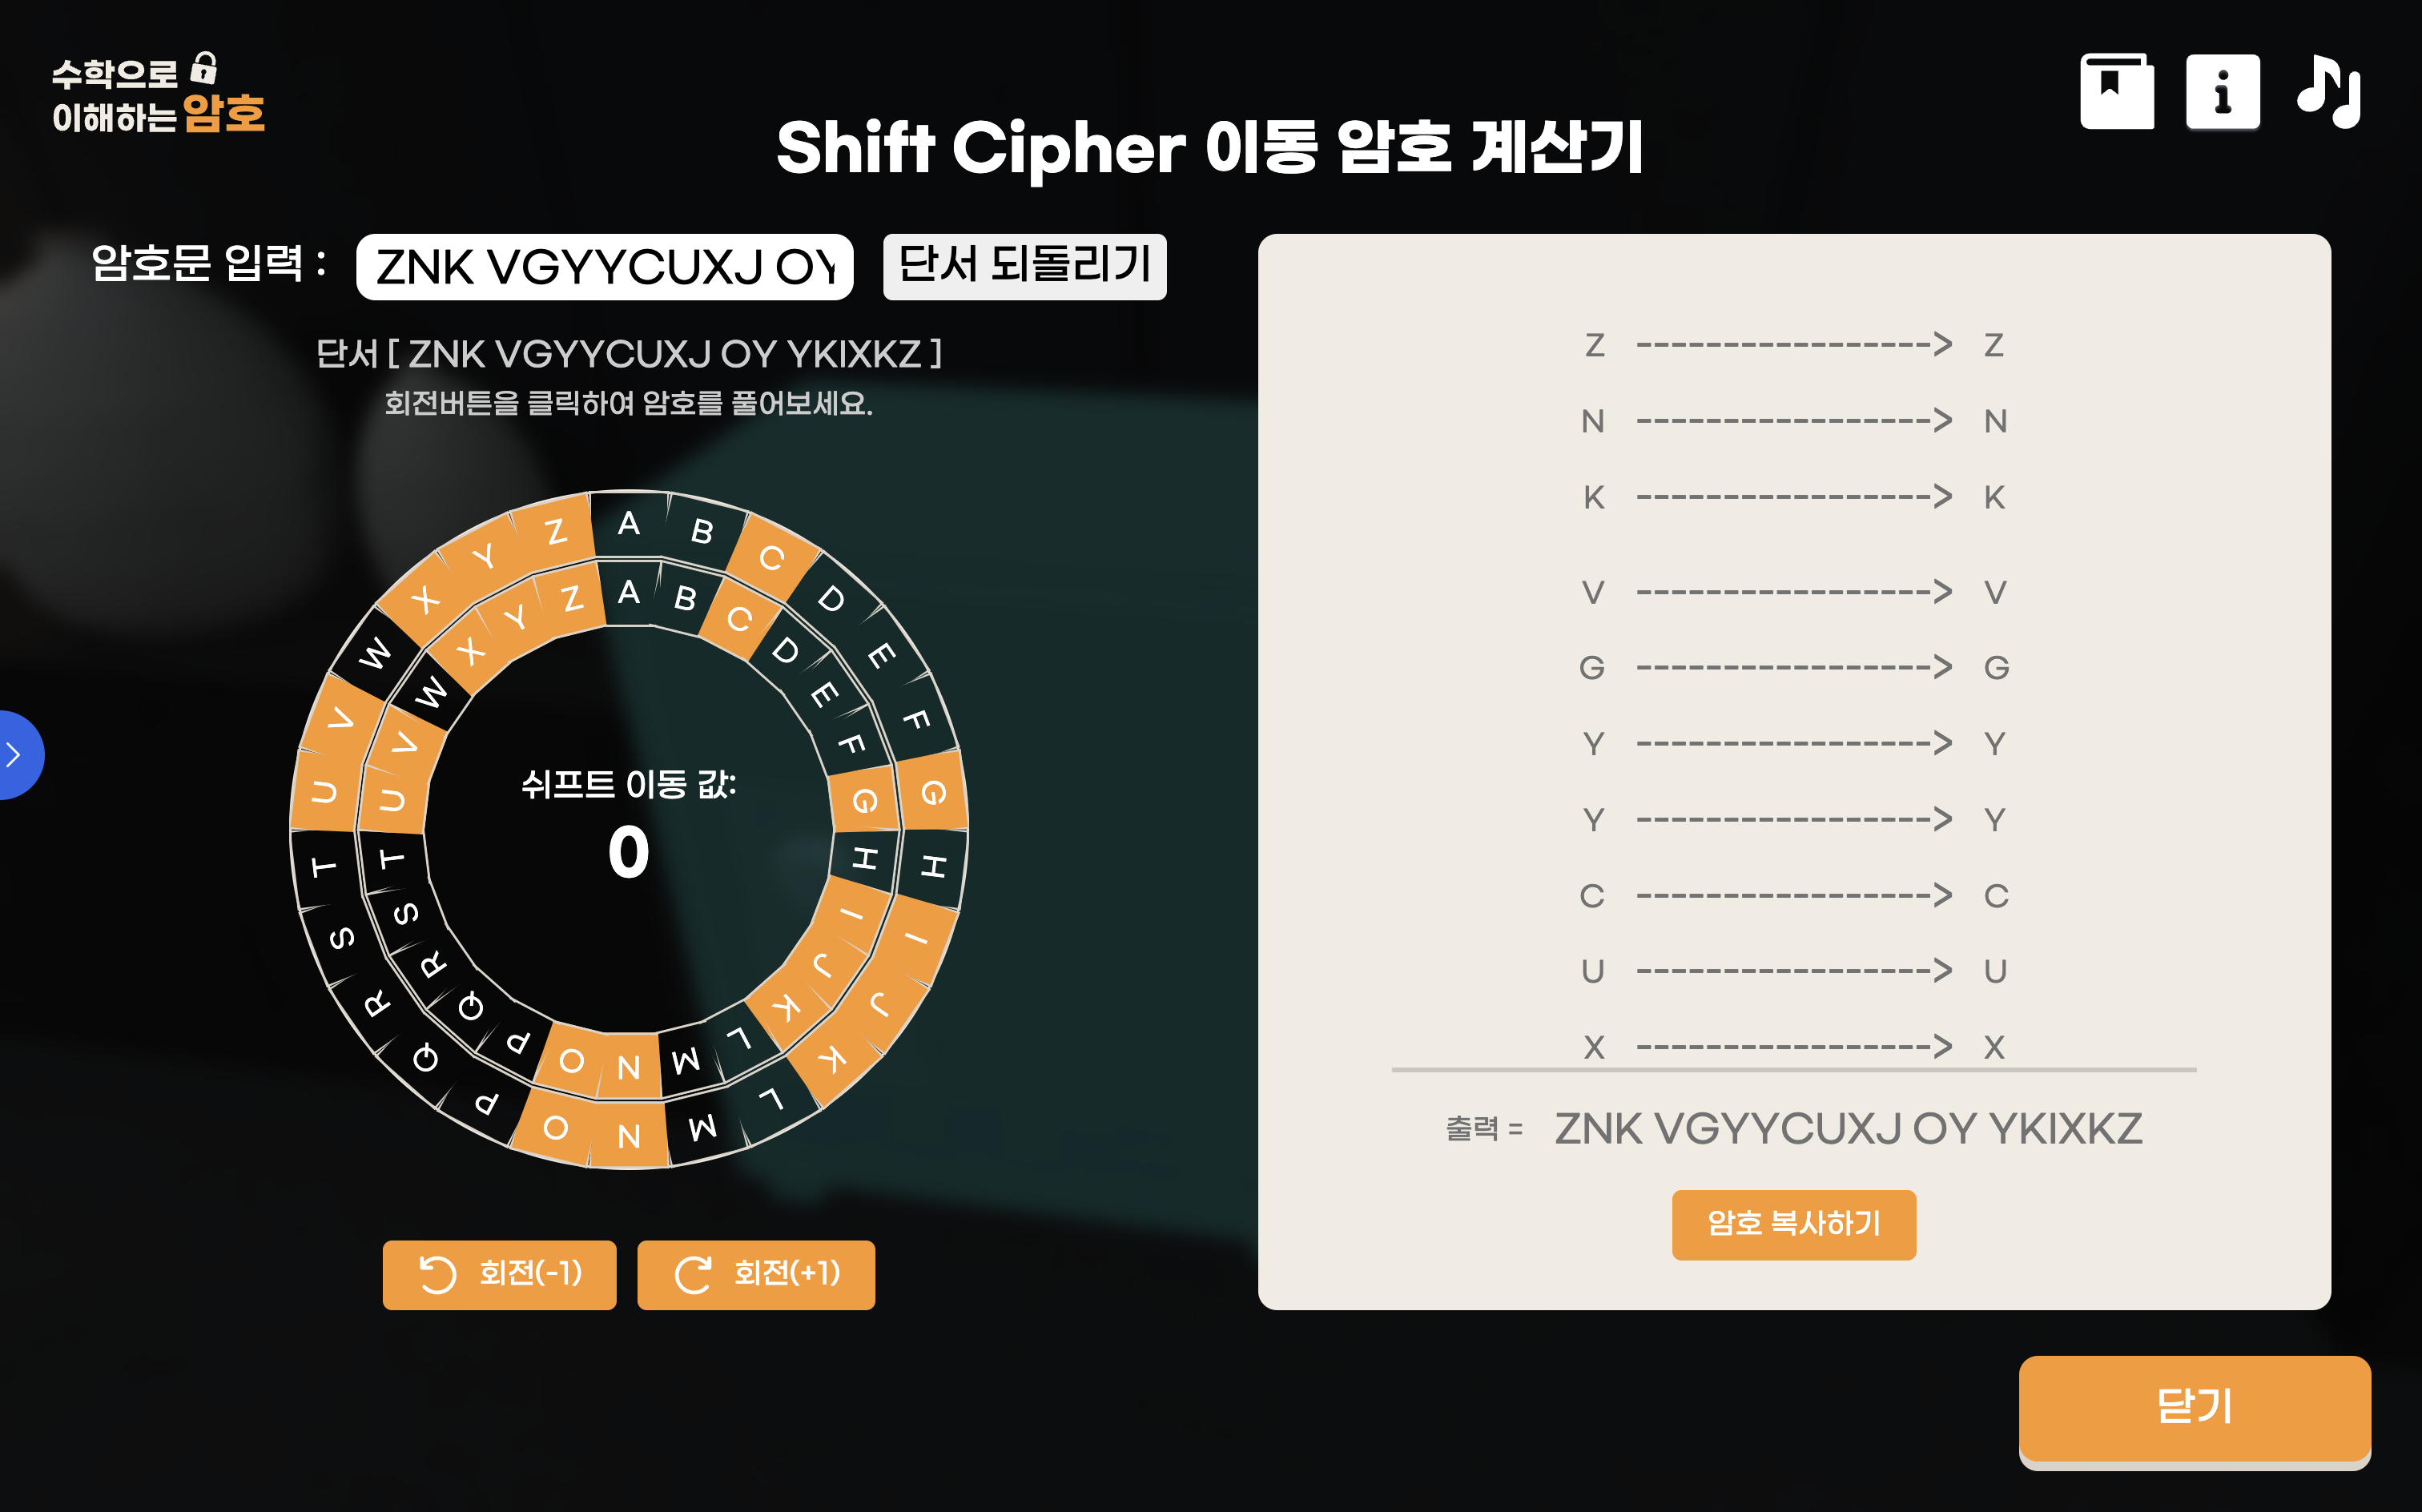 수학으로
이해하는 암호
Shift Cipher 이동 암호 계산기
암호문 입력 :
ZNK VGYYCUXJ OY
단서 되돌리기
단서 [ ZNK VGYYCUXJ OY YKIXKZ ]
회전버튼을 클릭하여 암호를 풀어보세요.
A B C D E F G H I J K L M N O P Q R S T U V W X Y Z
A B C D E F G H I J K L M N O P Q R S T U V W X Y Z
쉬프트 이동 값:
0
회전(-1)
회전(+1)
Z -----------------> Z
N -----------------> N
K -----------------> K
V -----------------> V
G -----------------> G
Y -----------------> Y
Y -----------------> Y
C -----------------> C
U -----------------> U
X -----------------> X
출력 = ZNK VGYYCUXJ OY YKIXKZ
암호 복사하기
닫기